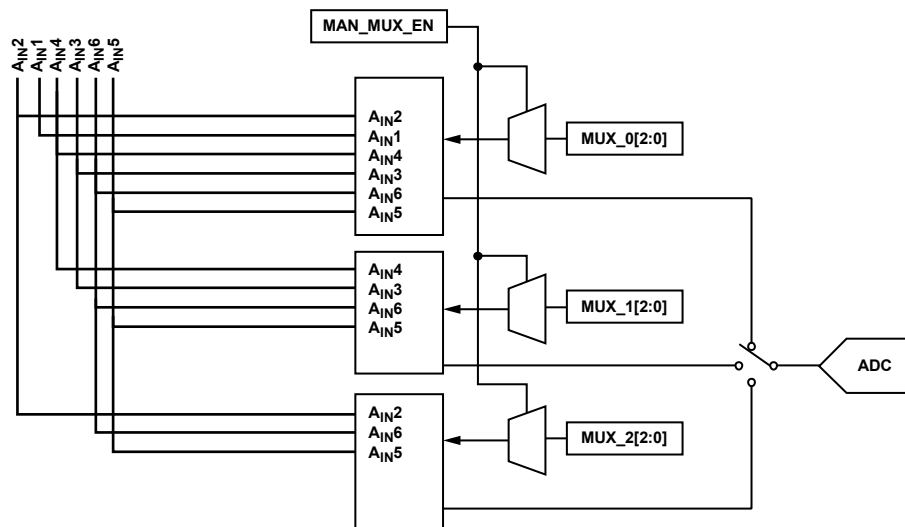 MAN_MUX_EN
AIN2
AIN1
AIN4
AIN3
AIN6
AIN5
AIN2
AIN1
AIN4
AIN3
AIN6
AIN5
MUX_0[2:0]
AIN4
AIN3
AIN6
AIN5
MUX_1[2:0]
ADC
AIN2
AIN6
AIN5
MUX_2[2:0]